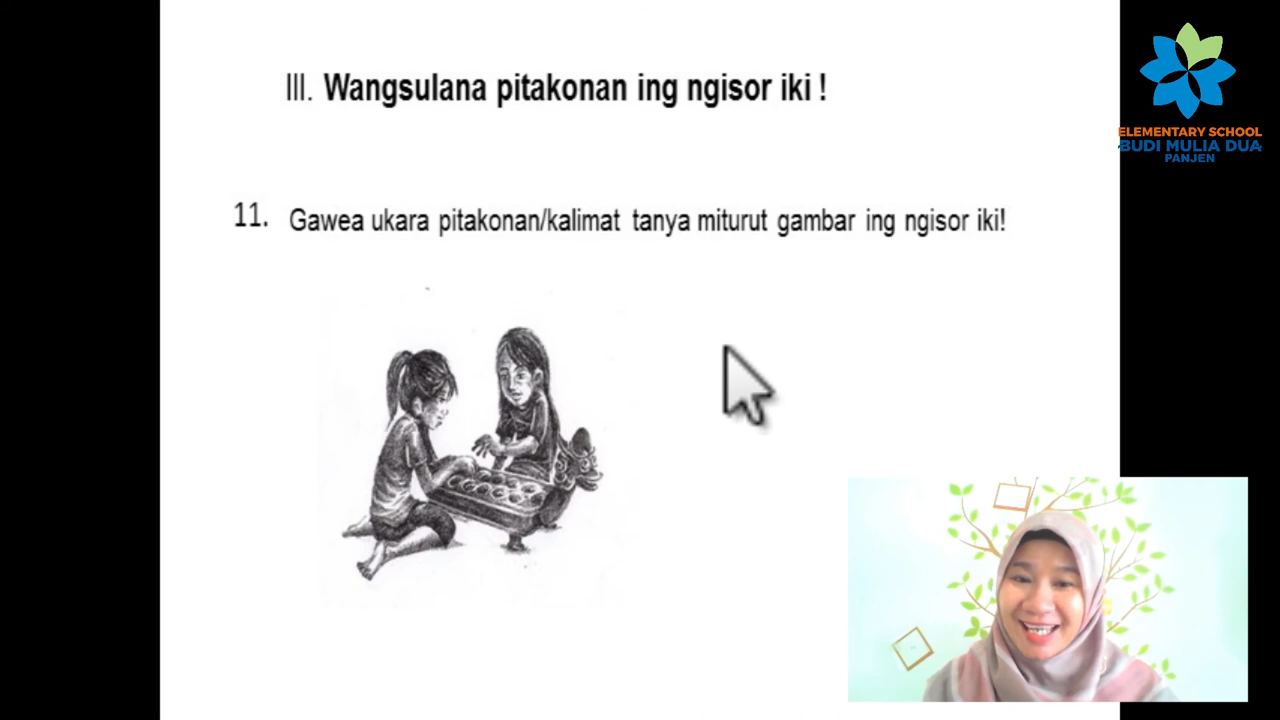 III. Wangsulana pitakonan ing ngisor iki !
11. Gawea ukara pitakonan/kalimat tanya miturut gambar ing ngisor iki!
ELEMENTARY SCHOOL
BUDI MULIA DUA
PANJEN